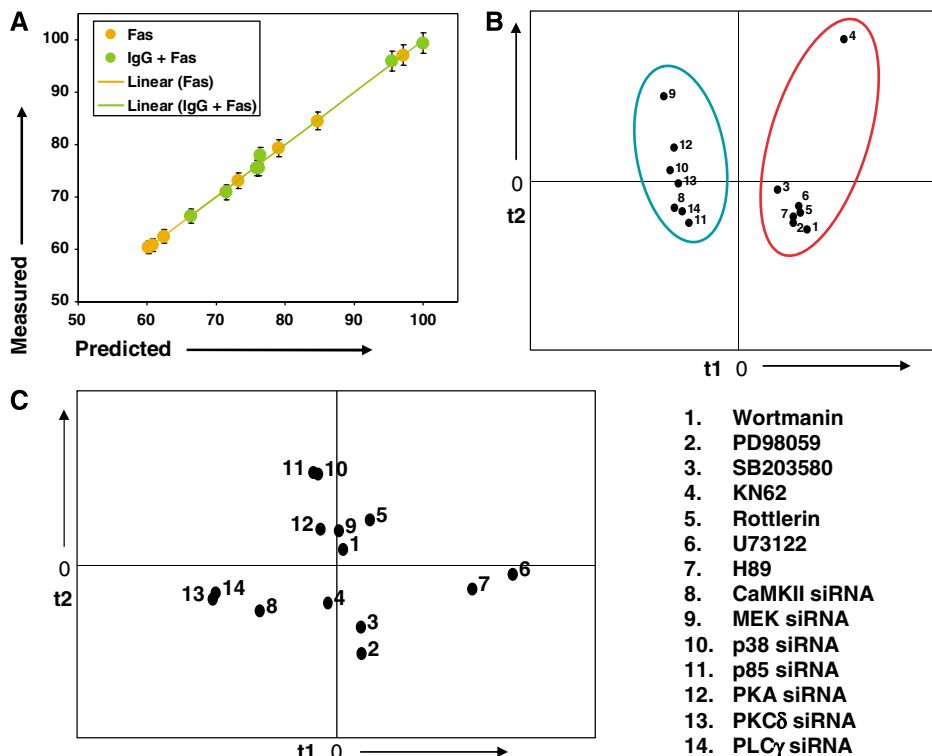 A
Fas
IgG + Fas
Linear (Fas)
Linear (IgG + Fas)
100
90
80
70
60
50
50 60 70 80 90 100
Measured
Predicted
B
4
9
12
10
13
8
14
11
3
6
5
7
2
1
0
t2
t1 0
C
11 10
12 9 5
1
0
t2
13 14 8 4 7 6
3
2
t1 0
1. Wortmanin
2. PD98059
3. SB203580
4. KN62
5. Rottlerin
6. U73122
7. H89
8. CaMKII siRNA
9. MEK siRNA
10. p38 siRNA
11. p85 siRNA
12. PKA siRNA
13. PKCδ siRNA
14. PLCγ siRNA